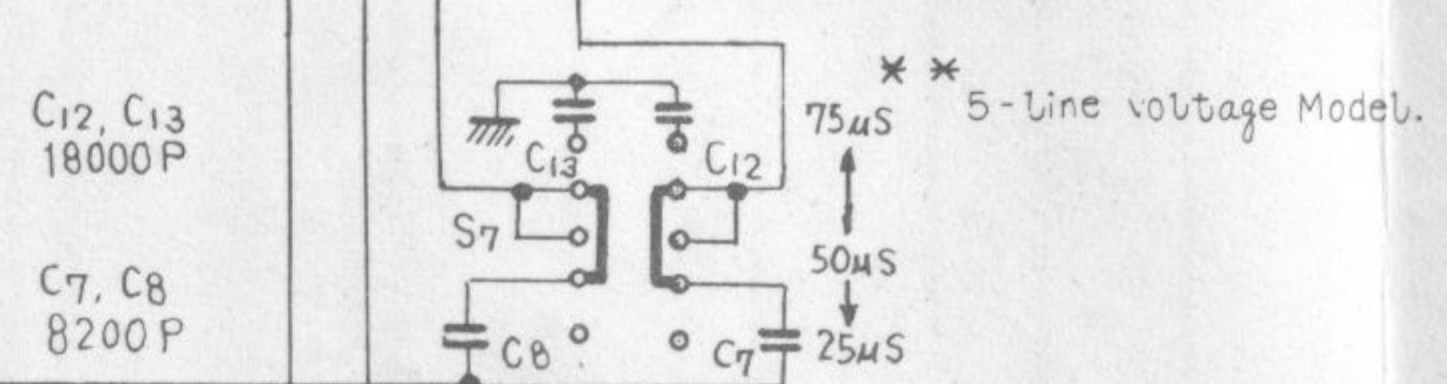 C12, C13
18000P
C7, C8
8200P
C13
C12
S7
C8
C7
75µS
50µS
25µS
* *
5-Line voltage Model.